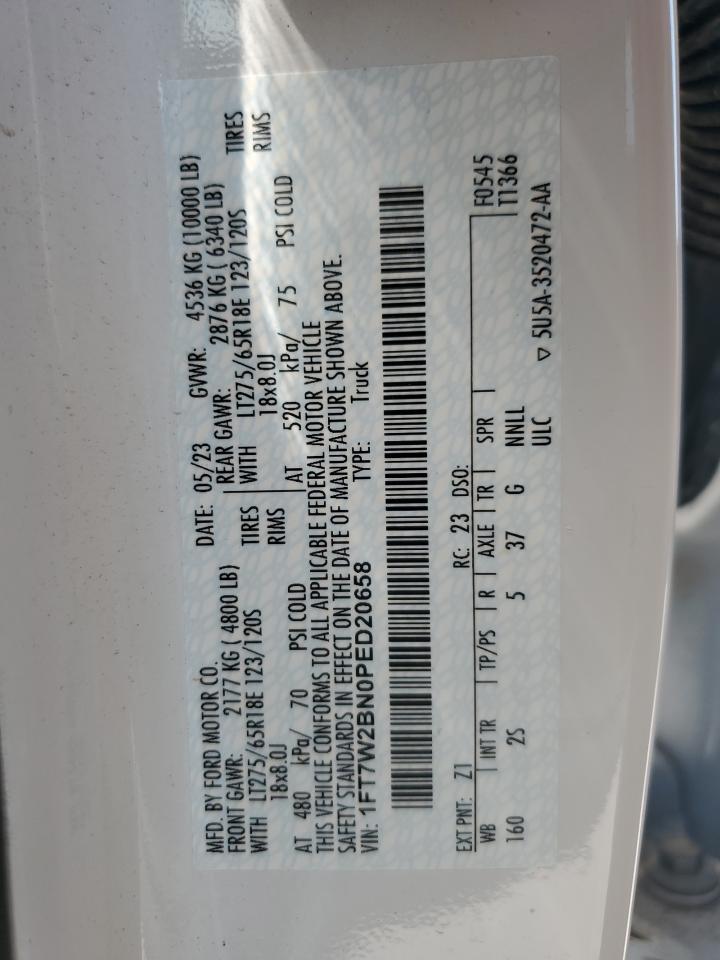 MFD. BY FORD MOTOR CO. DATE: 05/23 GVWR: 4536 KG (10000 LB)
FRONT GAWR: 2177 KG ( 4800 LB) REAR GAWR: 2876 KG ( 6340 LB)
WITH LT275/65R18E 123/120S TIRES WITH LT275/65R18E 123/120S TIRES
18x8.0J RIMS 18x8.0J RIMS
AT 480 kPa/ 70 PSI COLD AT 520 kPa/ 75 PSI COLD
THIS VEHICLE CONFORMS TO ALL APPLICABLE FEDERAL MOTOR VEHICLE
SAFETY STANDARDS IN EFFECT ON THE DATE OF MANUFACTURE SHOWN ABOVE.
VIN: 1FT7W2BN0PED20658 TYPE: Truck
EXT PNT: Z1 RC: 23 DSO: F0545
WB INT TR TP/PS R AXLE TR SPR T1366
160 2S 5 37 G NNLL
ULC ▽ 5U5A-3520472-AA